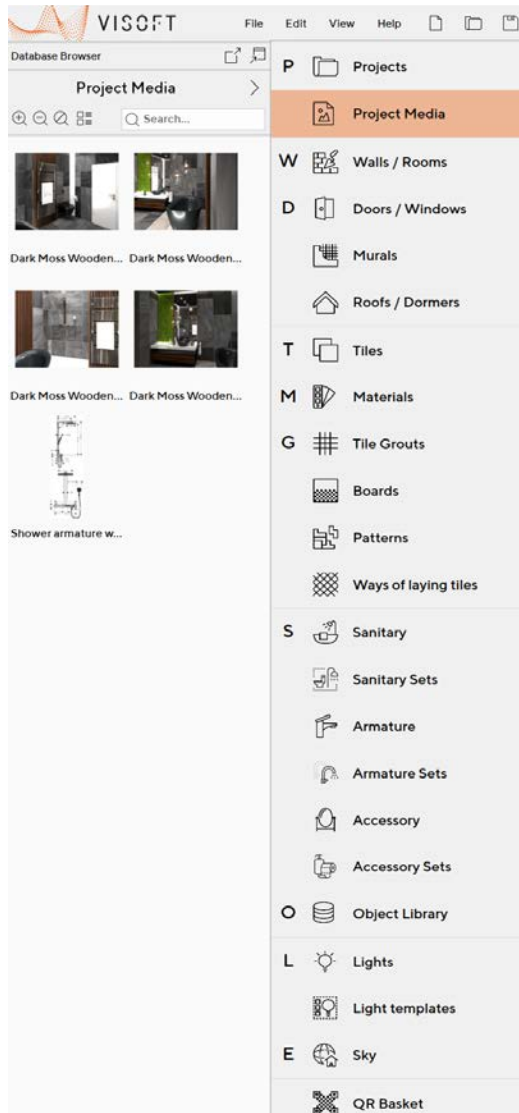 VISOFT
File Edit View Help
Database Browser
Project Media
Search...
Dark Moss Wooden... Dark Moss Wooden...
Dark Moss Wooden... Dark Moss Wooden...
Shower armature w...
P Projects
Project Media
W Walls / Rooms
D Doors / Windows
Murals
Roofs / Dormers
T Tiles
M Materials
G Tile Grouts
Boards
Patterns
Ways of laying tiles
S Sanitary
Sanitary Sets
Armature
Armature Sets
Accessory
Accessory Sets
O Object Library
L Lights
Light templates
E Sky
QR Basket